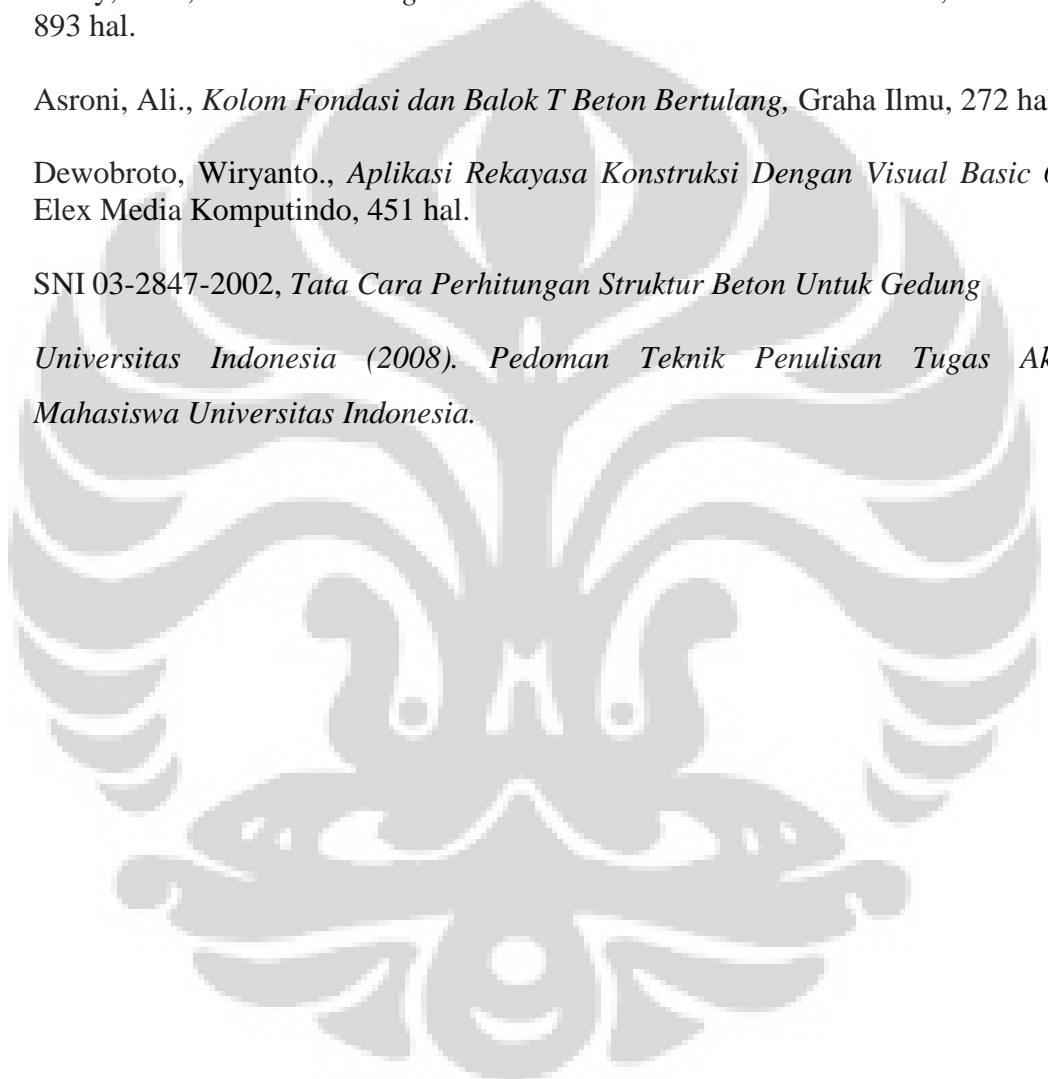 893 hal.
Asroni, Ali., Kolom Fondasi dan Balok T Beton Bertulang, Graha Ilmu, 272 hal
Dewobroto, Wiryanto., Aplikasi Rekayasa Konstruksi Dengan Visual Basic
Elex Media Komputindo, 451 hal.
SNI 03-2847-2002, Tata Cara Perhitungan Struktur Beton Untuk Gedung
Universitas Indonesia (2008). Pedoman Teknik Penulisan Tugas
Mahasiswa Universitas Indonesia.